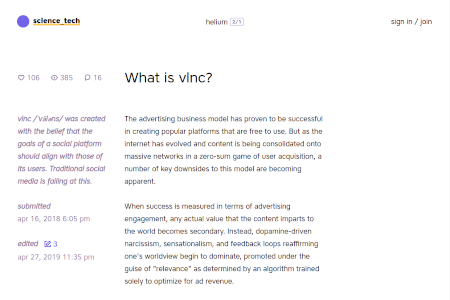 science_tech
helium 2/1
sign in / join
106 385 16
What is vlnc?
vlnc /ˈvāləns/ was created
with the belief that the
goals of a social platform
should align with those of
its users. Traditional social
media is failing at this.
submitted
apr 16, 2018 6:05 pm
edited 3
apr 27, 2019 11:35 pm
The advertising business model has proven to be successful
in creating popular platforms that are free to use. But as the
internet has evolved and content is being consolidated onto
massive networks in a zero-sum game of user acquisition, a
number of key downsides to this model are becoming
apparent.
When success is measured in terms of advertising
engagement, any actual value that the content imparts to
the world becomes secondary. Instead, dopamine-driven
narcissism, sensationalism, and feedback loops reaffirming
one's worldview begin to dominate, promoted under the
guise of "relevance" as determined by an algorithm trained
solely to optimize for ad revenue.